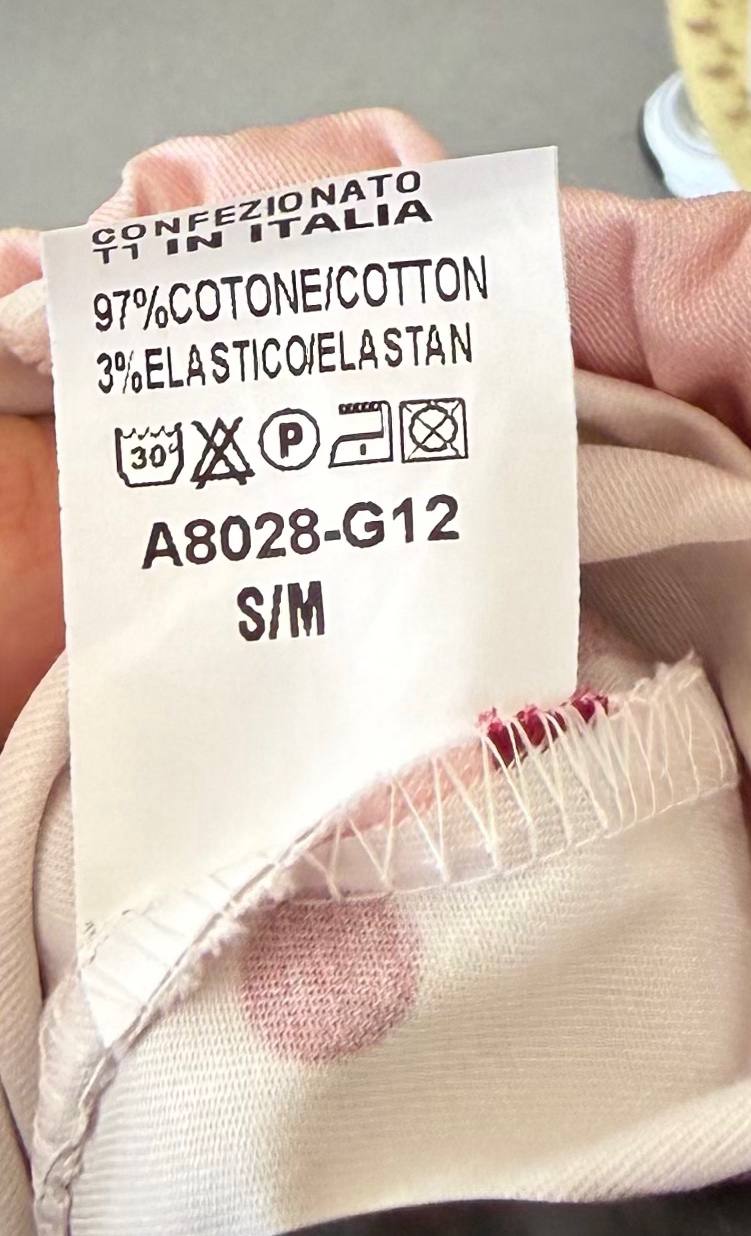 CONFEZIONATO
T1 IN ITALIA
97%COTONE/COTTON
3%ELASTICO/ELASTAN
30° P
A8028-G12
S/M